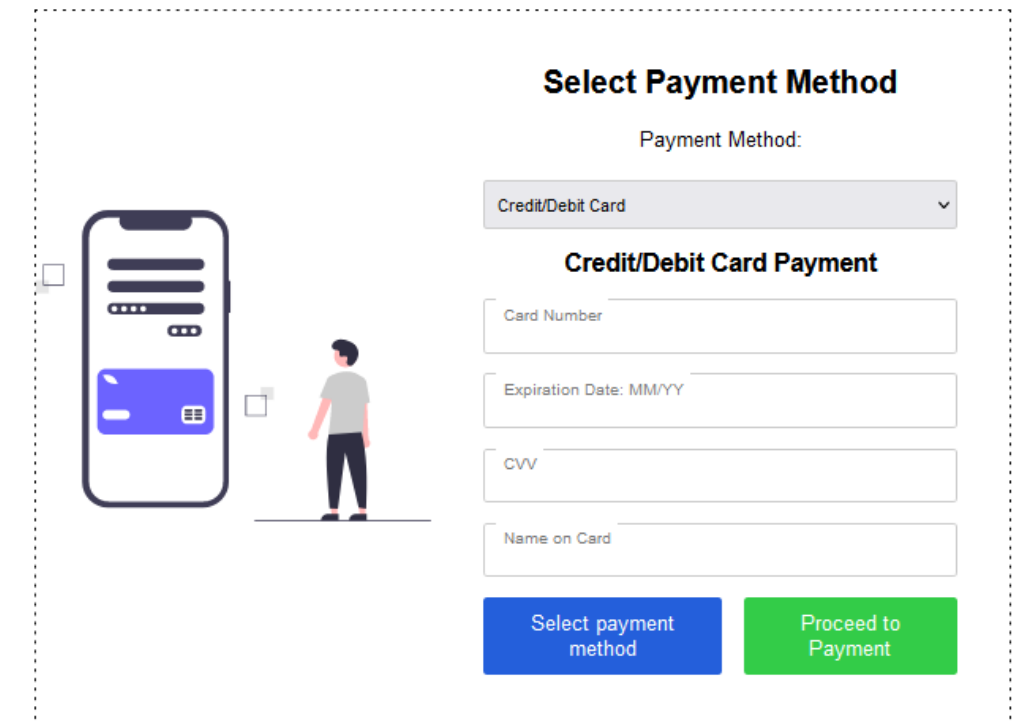 Select Payment Method
Payment Method:
Credit/Debit Card
Credit/Debit Card Payment
Card Number
Expiration Date: MM/YY
CVV
Name on Card
Select payment
method
Proceed to
Payment